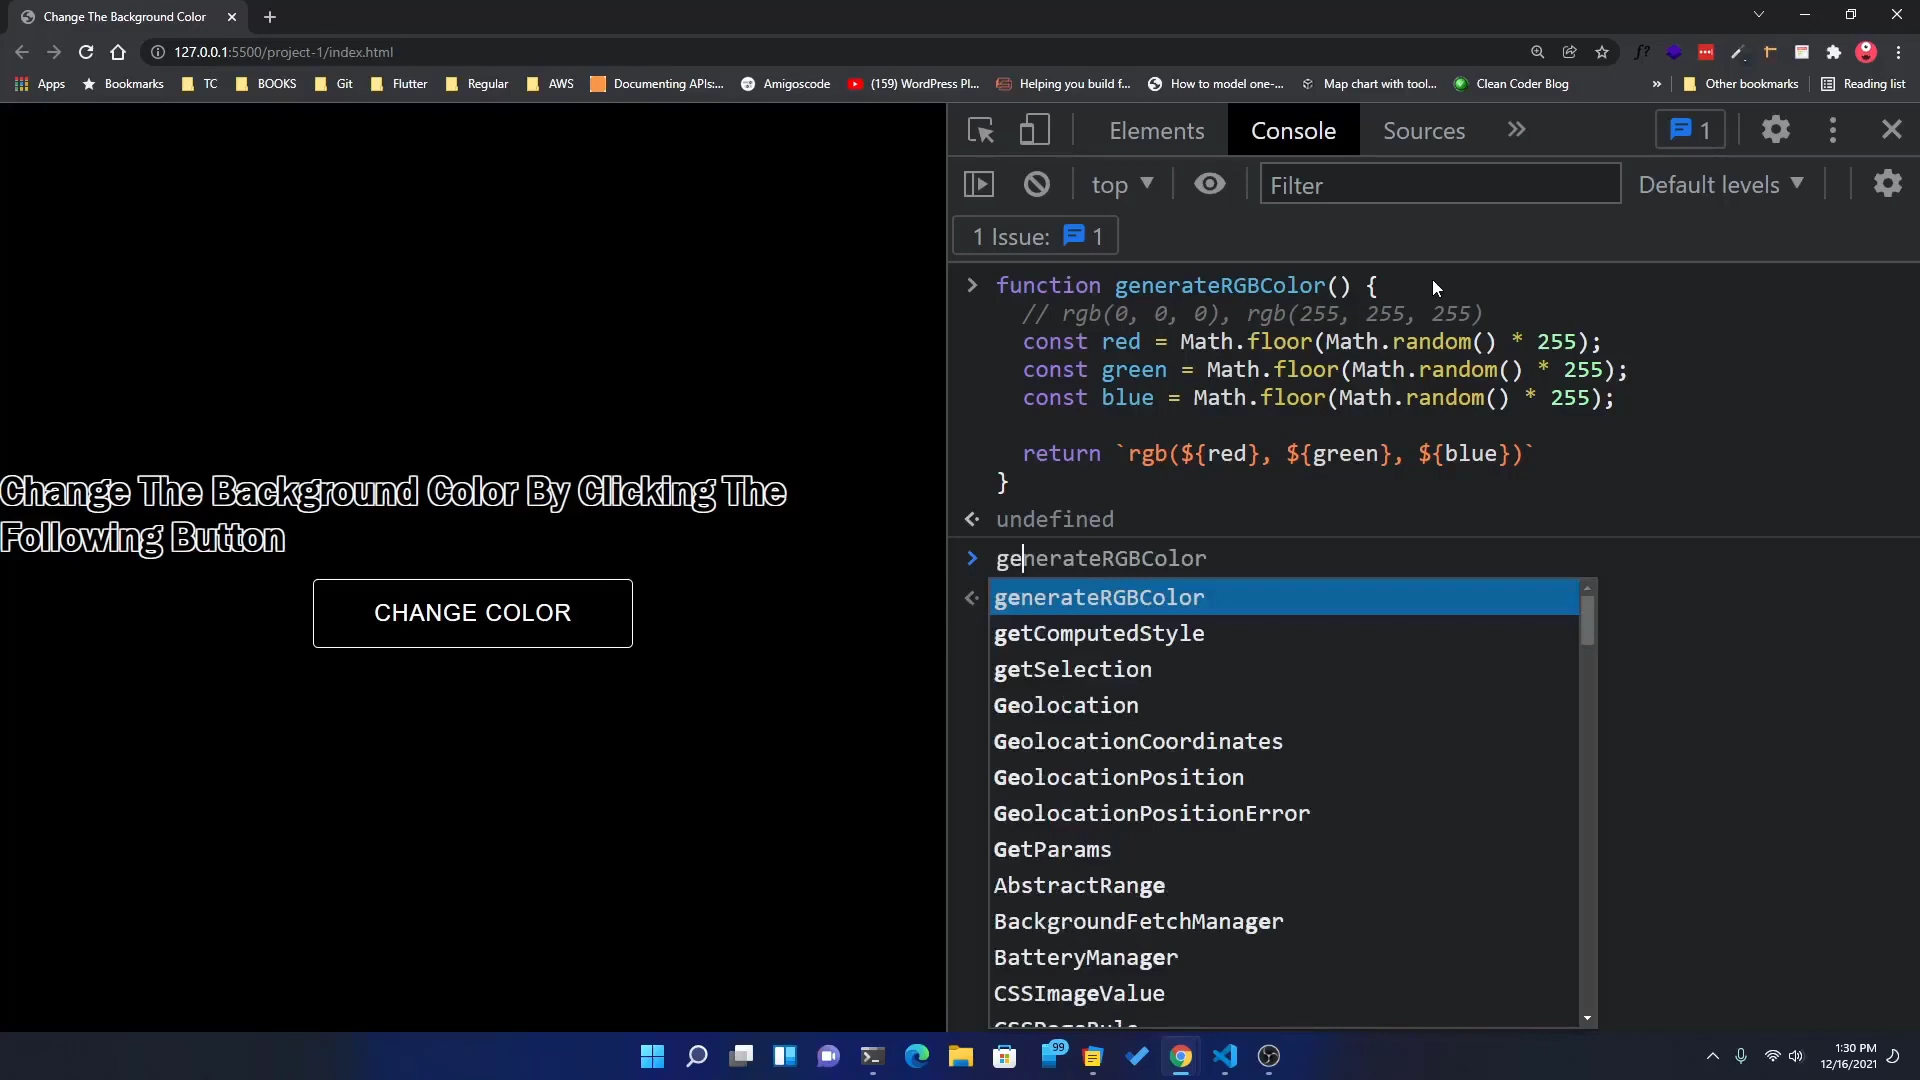 Change The Background Color
127.0.0.1:5500/project-1/index.html
Apps Bookmarks TC BOOKS Git Flutter Regular AWS Documenting APIs:... Amigoscode (159) WordPress Pl... Helping you build f... How to model one-... Map chart with tool... Clean Coder Blog » Other bookmarks Reading list
Elements Console Sources 1
top Filter Default levels
1 Issue: 1
function generateRGBColor() {
// rgb(0, 0, 0), rgb(255, 255, 255)
const red = Math.floor(Math.random() * 255);
const green = Math.floor(Math.random() * 255);
const blue = Math.floor(Math.random() * 255);
return `rgb(${red}, ${green}, ${blue})`
}
undefined
generateRGBColor
generateRGBColor
getComputedStyle
getSelection
Geolocation
GeolocationCoordinates
GeolocationPosition
GeolocationPositionError
GetParams
AbstractRange
BackgroundFetchManager
BatteryManager
CSSImageValue
Change The Background Color By Clicking The
Following Button
CHANGE COLOR
99
1:30 PM
12/16/2021